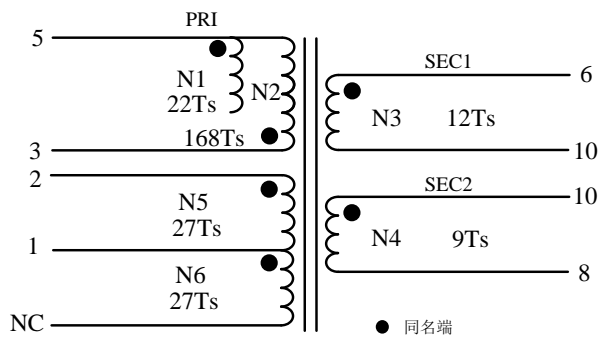 PRI
5
SEC1
6
N1
N2
22Ts
N3 12Ts
168Ts
3
10
2
SEC2
10
N5
27Ts
N4 9Ts
1
8
N6
27Ts
NC
同名端